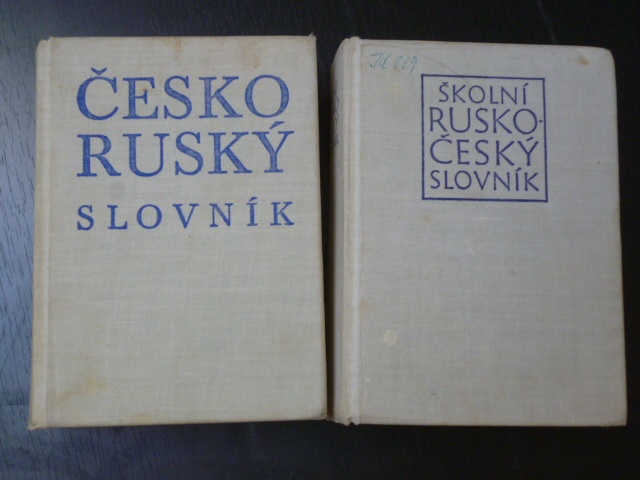 ČESKO
RUSKÝ
SLOVNÍK
ŠKOLNÍ
RUSKO-
ČESKÝ
SLOVNÍK